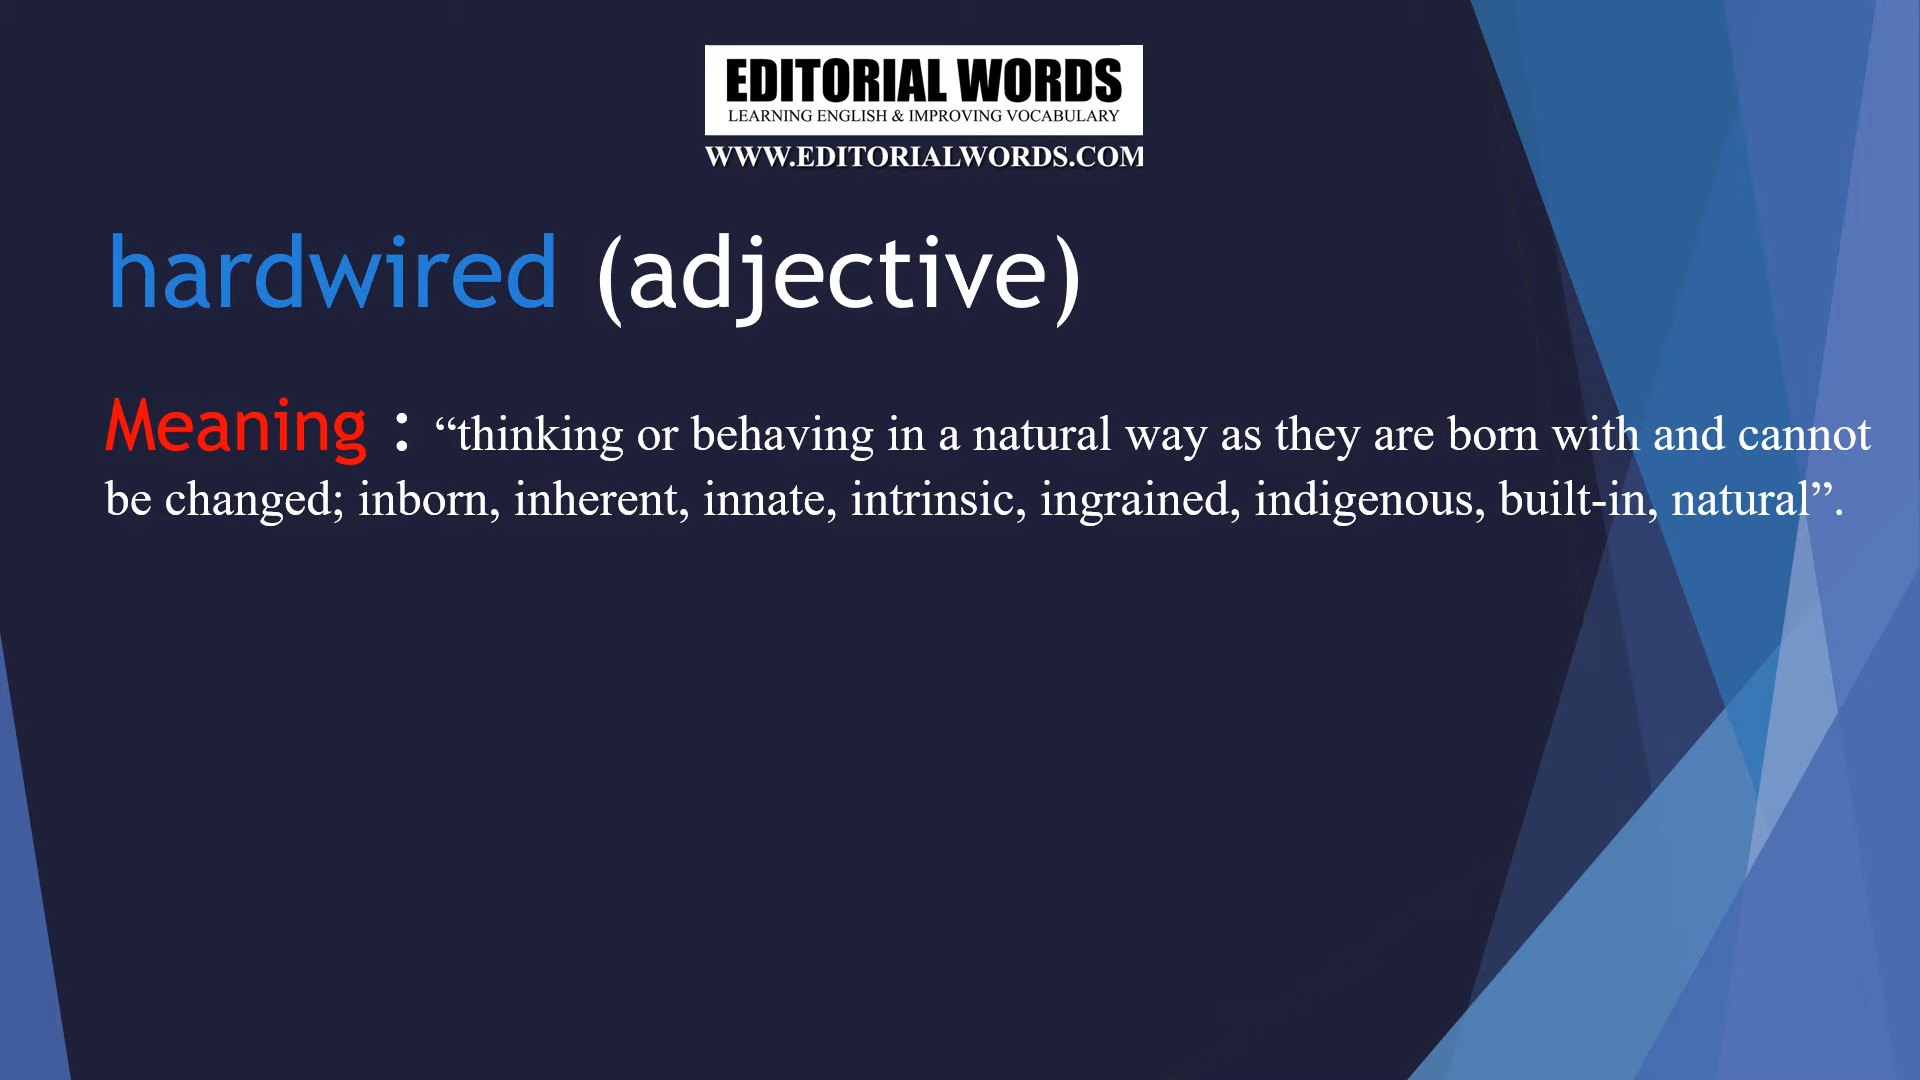 EDITORIAL WORDS
LEARNING ENGLISH & IMPROVING VOCABULARY
WWW.EDITORIALWORDS.COM
hardwired (adjective)
Meaning : “thinking or behaving in a natural way as they are born with and cannot
be changed; inborn, inherent, innate, intrinsic, ingrained, indigenous, built-in, natural”.